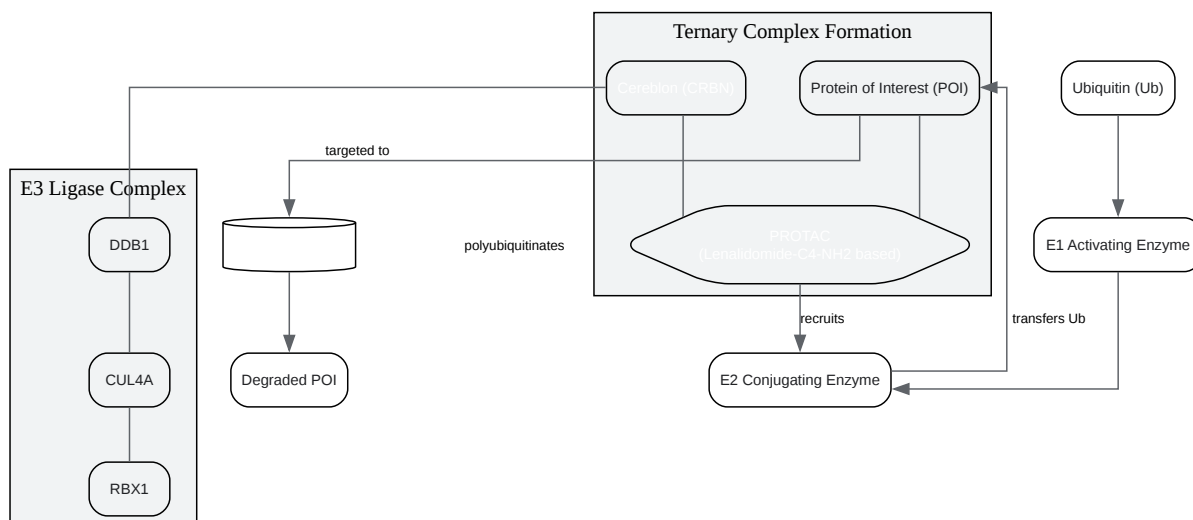 Ternary Complex Formation
Cereblon (CRBN)
Protein of Interest (POI)
Ubiquitin (Ub)
targeted to
E3 Ligase Complex
DDB1
polyubiquitinates
PROTAC
(Lenalidomide-C4-NH2 based)
E1 Activating Enzyme
recruits
transfers Ub
CUL4A
Degraded POI
E2 Conjugating Enzyme
RBX1